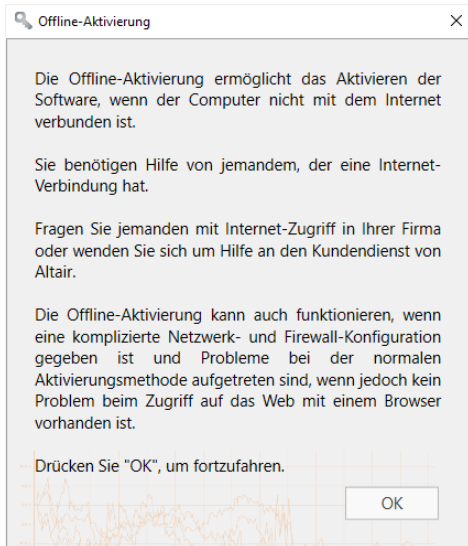 Offline-Aktivierung
Die Offline-Aktivierung ermöglicht das Aktivieren der
Software, wenn der Computer nicht mit dem Internet
verbunden ist.
Sie benötigen Hilfe von jemandem, der eine Internet-
Verbindung hat.
Fragen Sie jemanden mit Internet-Zugriff in Ihrer Firma
oder wenden Sie sich um Hilfe an den Kundendienst von
Altair.
Die Offline-Aktivierung kann auch funktionieren, wenn
eine komplizierte Netzwerk- und Firewall-Konfiguration
gegeben ist und Probleme bei der normalen
Aktivierungsmethode aufgetreten sind, wenn jedoch kein
Problem beim Zugriff auf das Web mit einem Browser
vorhanden ist.
Drücken Sie "OK", um fortzufahren.
OK